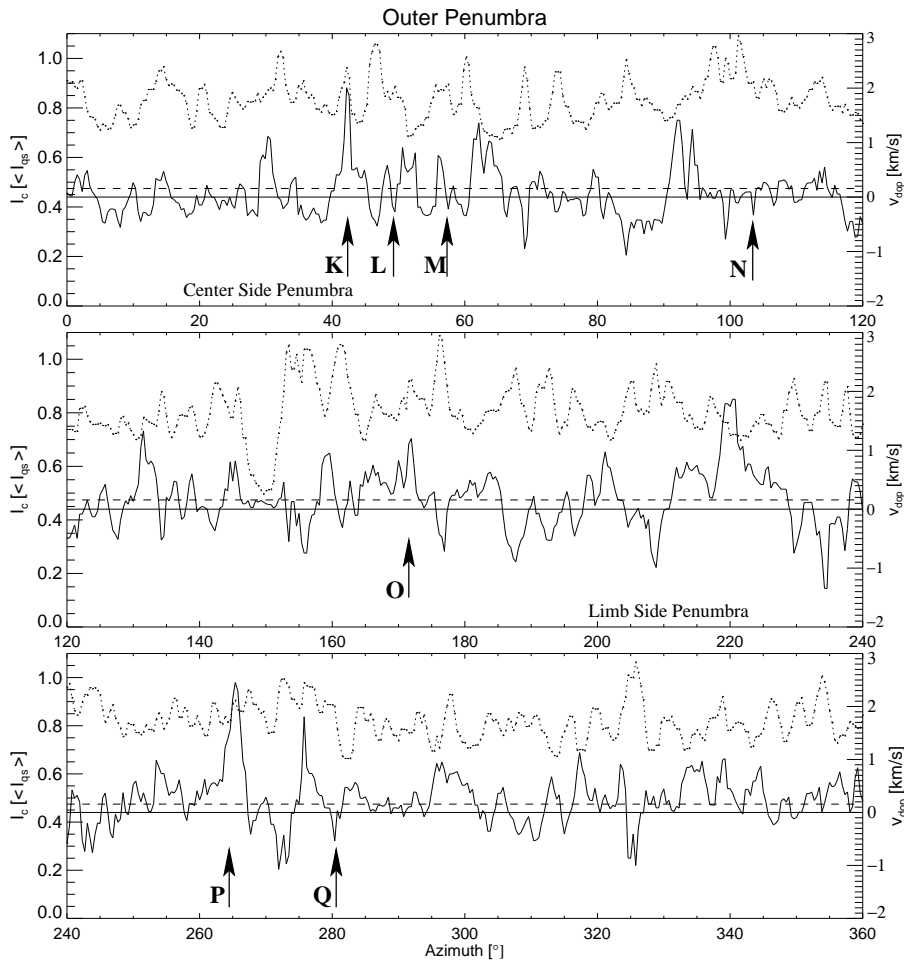 Outer Penumbra
I_c [< I_qs >]
1.0
0.8
0.6
0.4
0.2
0.0
3
2
1
0
−1
−2
v_dop [km/s]
K
L
M
N
Center Side Penumbra
0 20 40 60 80 100 120
I_c [< I_qs >]
1.0
0.8
0.6
0.4
0.2
0.0
3
2
1
0
−1
−2
v_dop [km/s]
O
Limb Side Penumbra
120 140 160 180 200 220 240
I_c [< I_qs >]
1.0
0.8
0.6
0.4
0.2
0.0
3
2
1
0
−1
−2
v_dop [km/s]
P
Q
240 260 280 300 320 340 360
Azimuth [°]